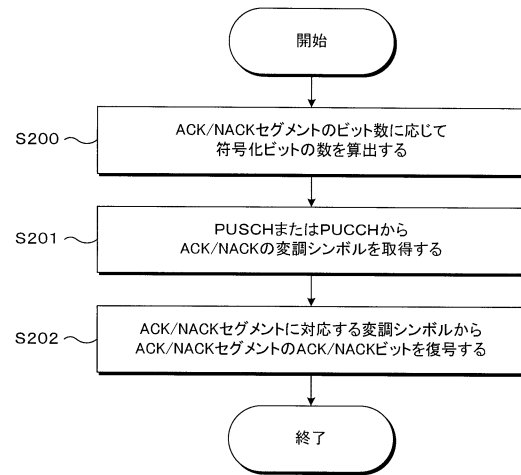 開始
S200
ACK/NACKセグメントのビット数に応じて
符号化ビットの数を算出する
S201
PUSCHまたはPUCCHから
ACK/NACKの変調シンボルを取得する
S202
ACK/NACKセグメントに対応する変調シンボルから
ACK/NACKセグメントのACK/NACKビットを復号する
終了